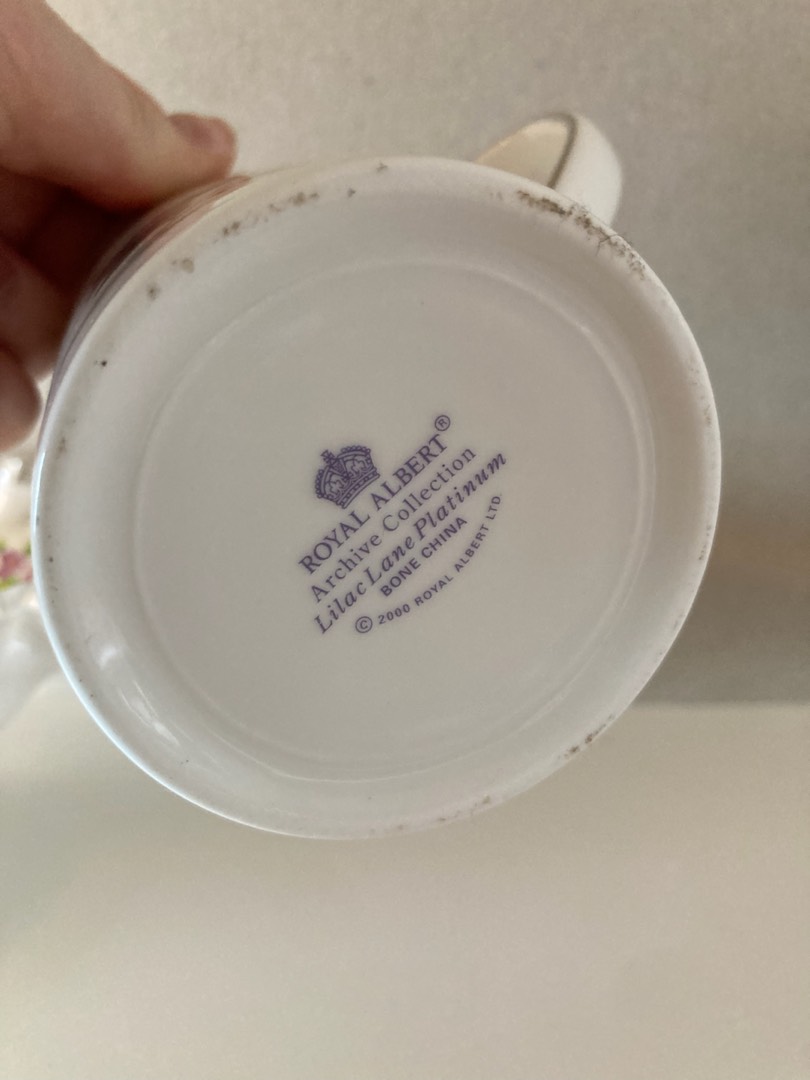 ROYAL ALBERT®
Archive Collection
Lilac Lane Platinum
BONE CHINA
© 2000 ROYAL ALBERT LTD.